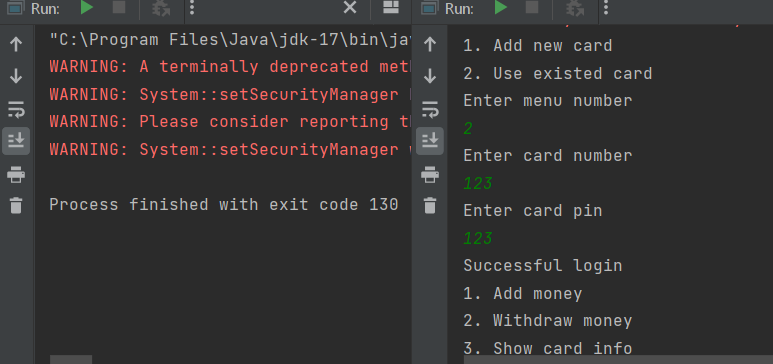 Run:
"C:\Program Files\Java\jdk-17\bin\jav
WARNING: A terminally deprecated met
WARNING: System::setSecurityManager
WARNING: Please consider reporting th
WARNING: System::setSecurityManager
Process finished with exit code 130
Run:
1. Add new card
2. Use existed card
Enter menu number
2
Enter card number
123
Enter card pin
123
Successful login
1. Add money
2. Withdraw money
3. Show card info